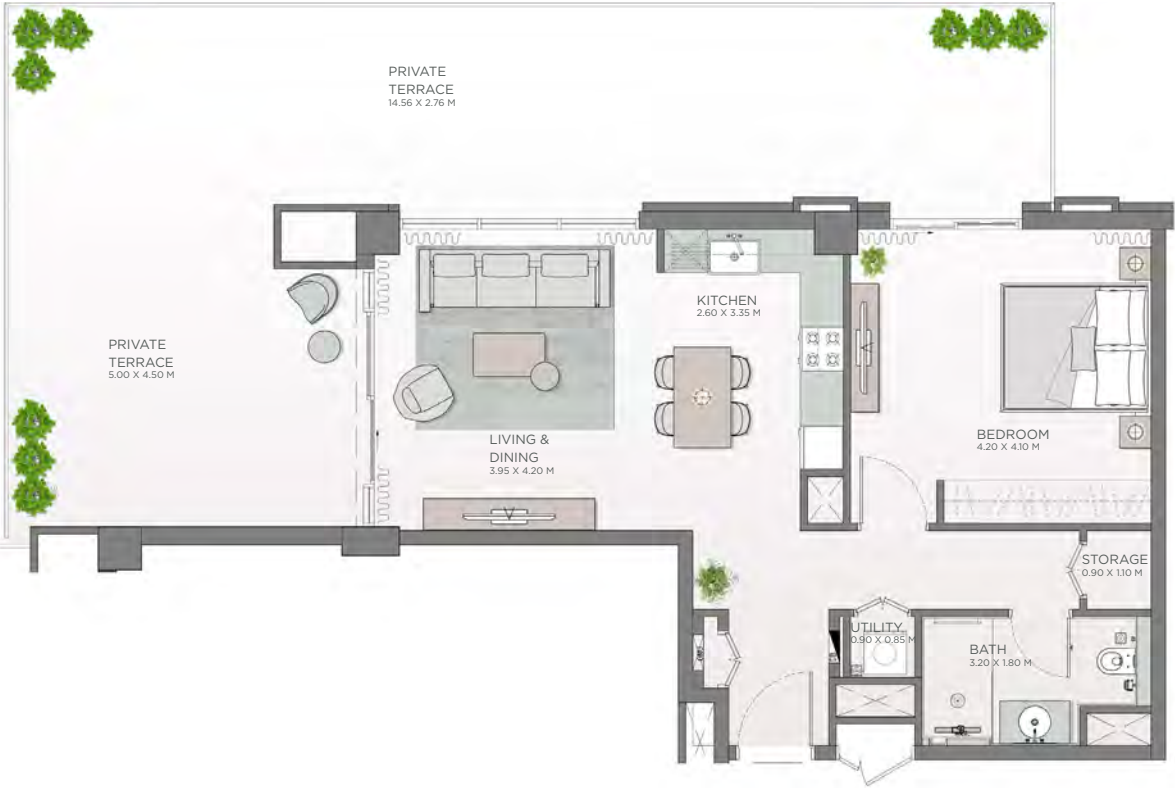 PRIVATE
TERRACE
14.56 X 2.76 M
KITCHEN
2.60 X 3.35 M
PRIVATE
TERRACE
5.00 X 4.50 M
LIVING &
DINING
3.95 X 4.20 M
BEDROOM
4.20 X 4.10 M
STORAGE
0.90 X 1.10 M
UTILITY
0.90 X 0.85 M
BATH
3.20 X 1.80 M